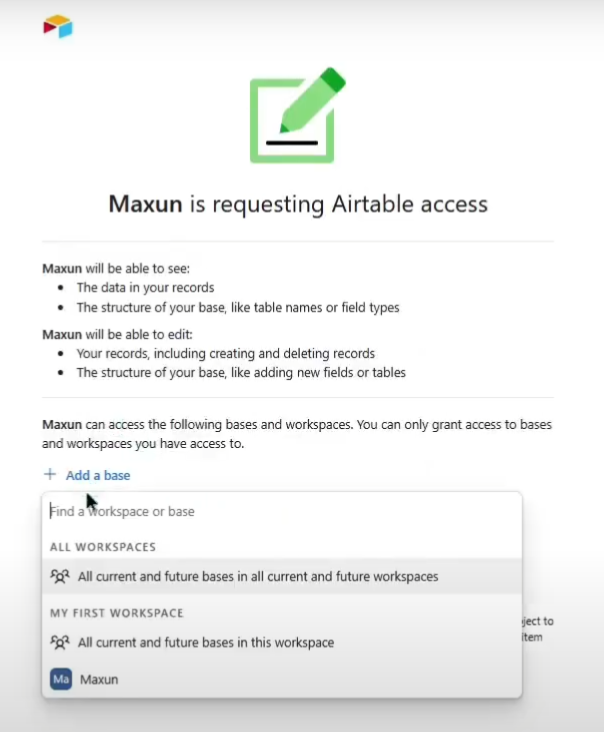 Maxun is requesting Airtable access
Maxun will be able to see:
• The data in your records
• The structure of your base, like table names or field types
Maxun will be able to edit:
• Your records, including creating and deleting records
• The structure of your base, like adding new fields or tables
Maxun can access the following bases and workspaces. You can only grant access to bases
and workspaces you have access to.
+ Add a base
Find a workspace or base
ALL WORKSPACES
All current and future bases in all current and future workspaces
MY FIRST WORKSPACE
ject to
All current and future bases in this workspace
item
Ma Maxun